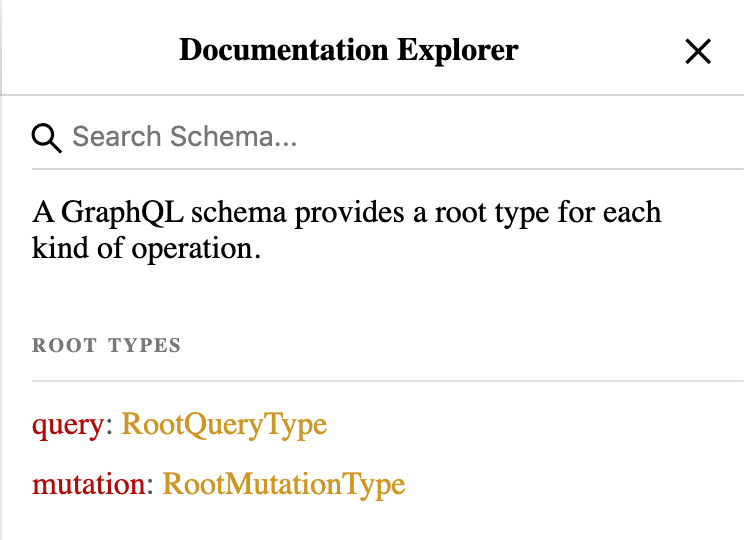 Documentation Explorer
Search Schema...
A GraphQL schema provides a root type for each
kind of operation.
ROOT TYPES
query: RootQueryType
mutation: RootMutationType